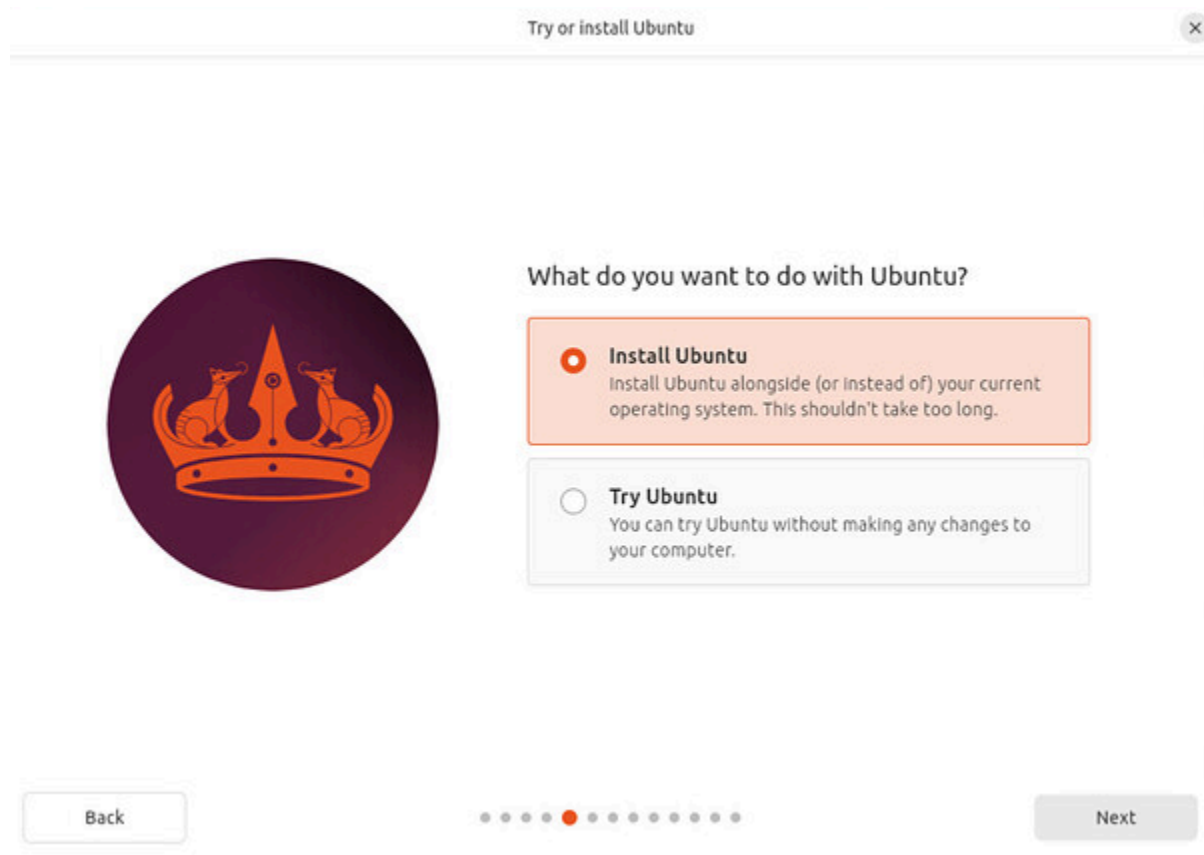 Try or install Ubuntu
What do you want to do with Ubuntu?
Install Ubuntu
Install Ubuntu alongside (or instead of) your current
operating system. This shouldn't take too long.
Try Ubuntu
You can try Ubuntu without making any changes to
your computer.
Back
Next